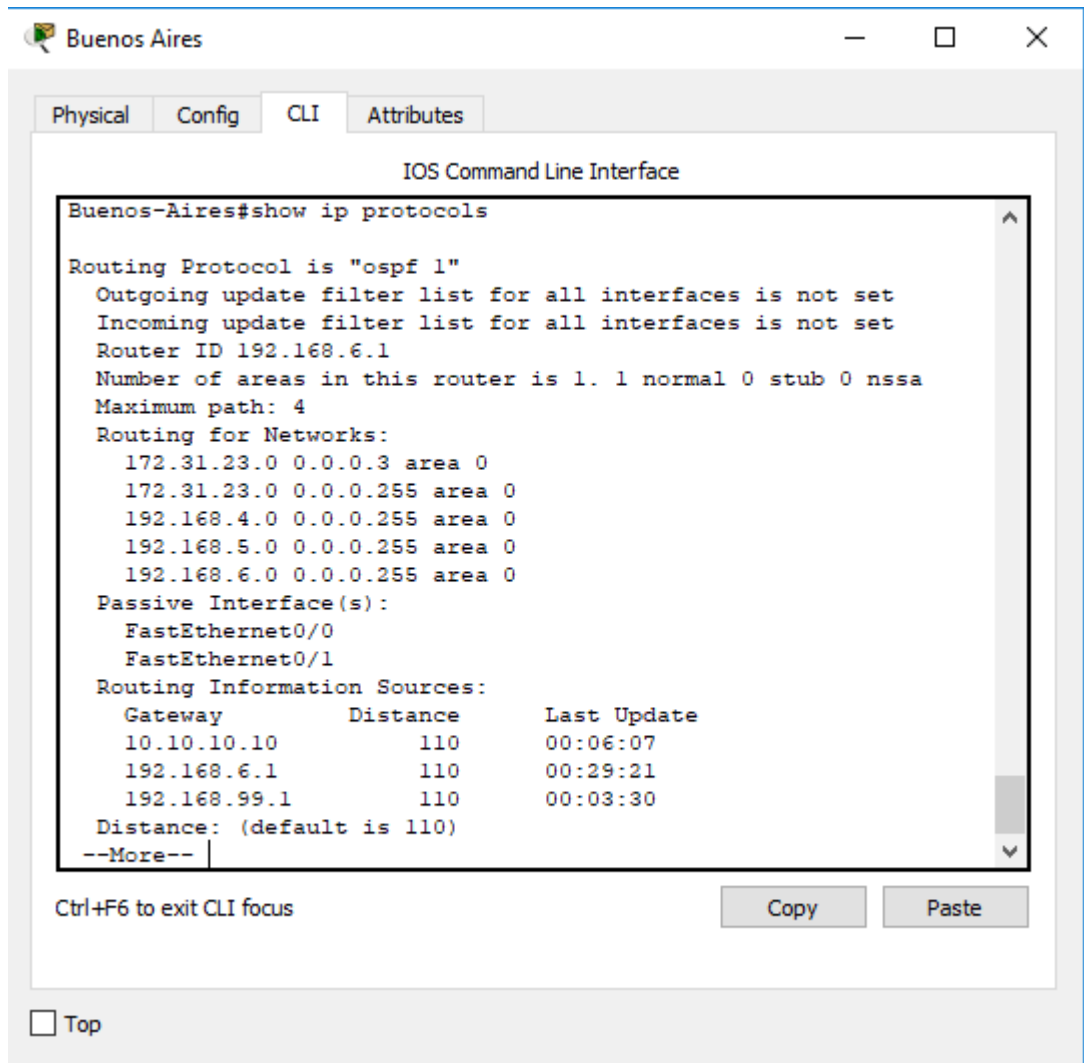 Buenos Aires
Physical Config CLI Attributes
IOS Command Line Interface
Buenos-Aires#show ip protocols
Routing Protocol is "ospf 1"
Outgoing update filter list for all interfaces is not set
Incoming update filter list for all interfaces is not set
Router ID 192.168.6.1
Number of areas in this router is 1. 1 normal 0 stub 0 nssa
Maximum path: 4
Routing for Networks:
172.31.23.0 0.0.0.3 area 0
172.31.23.0 0.0.0.255 area 0
192.168.4.0 0.0.0.255 area 0
192.168.5.0 0.0.0.255 area 0
192.168.6.0 0.0.0.255 area 0
Passive Interface(s):
FastEthernet0/0
FastEthernet0/1
Routing Information Sources:
Gateway Distance Last Update
10.10.10.10 110 00:06:07
192.168.6.1 110 00:29:21
192.168.99.1 110 00:03:30
Distance: (default is 110)
--More--
Ctrl+F6 to exit CLI focus Copy Paste
Top